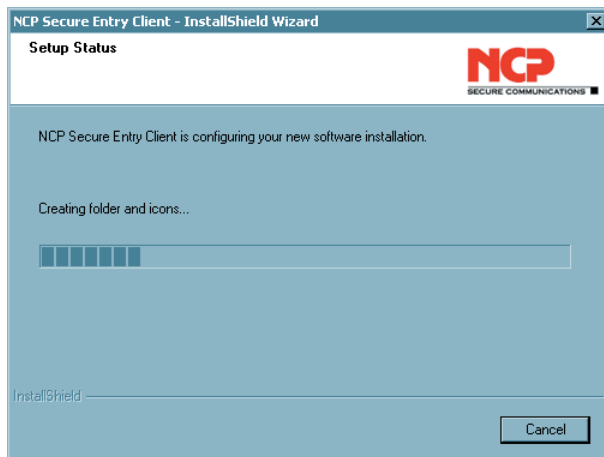 NCP Secure Entry Client - InstallShield Wizard
Setup Status
NCP
SECURE COMMUNICATIONS
NCP Secure Entry Client is configuring your new software installation.
Creating folder and icons...
InstallShield
Cancel